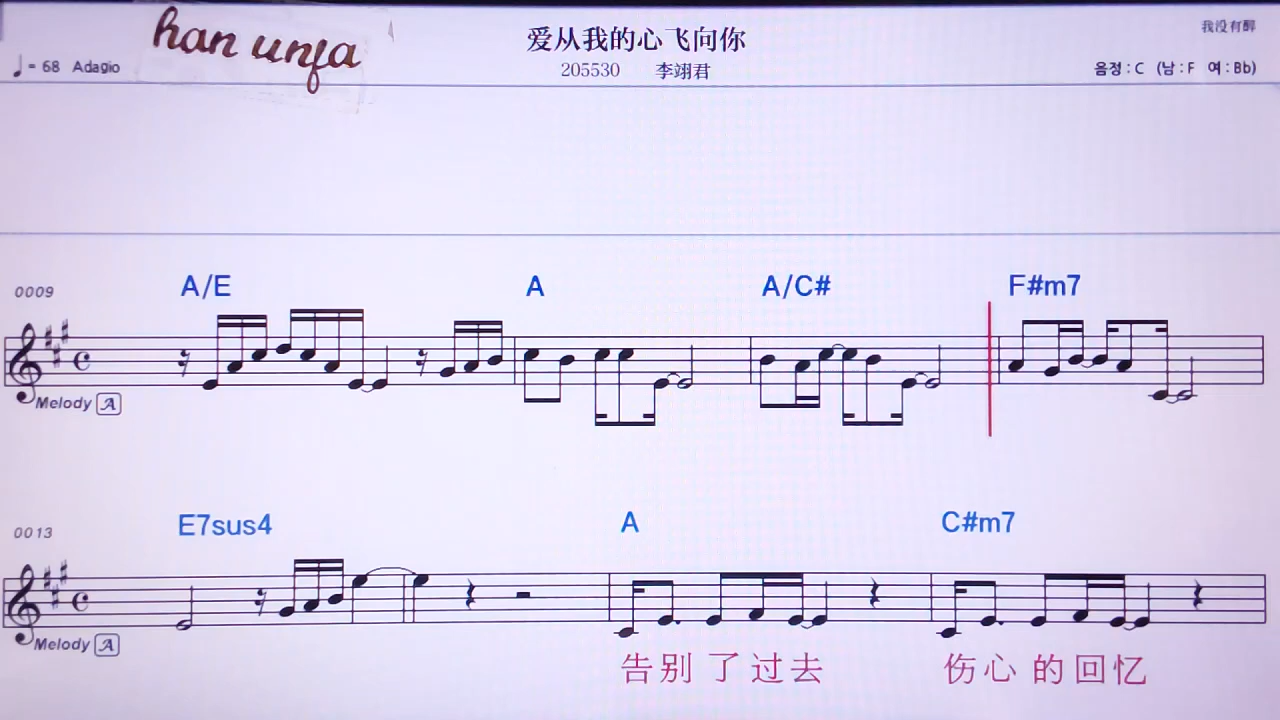 han unfa
爱从我的心飞向你
我没有醉
♩= 68 Adagio
205530 李翊君
음정 : C (남 : F 여 : Bb)
A/E A A/C# F#m7
0009
Melody A
E7sus4 A C#m7
0013
Melody A
告别了过去 伤心的回忆